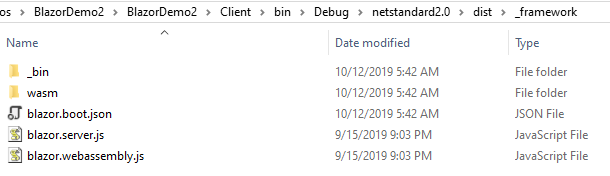 os > BlazorDemo2 > BlazorDemo2 > Client > bin > Debug > netstandard2.0 > dist > _framework
Name Date modified Type
_bin 10/12/2019 5:42 AM File folder
wasm 10/12/2019 5:42 AM File folder
blazor.boot.json 10/12/2019 5:42 AM JSON File
blazor.server.js 9/15/2019 9:03 PM JavaScript File
blazor.webassembly.js 9/15/2019 9:03 PM JavaScript File